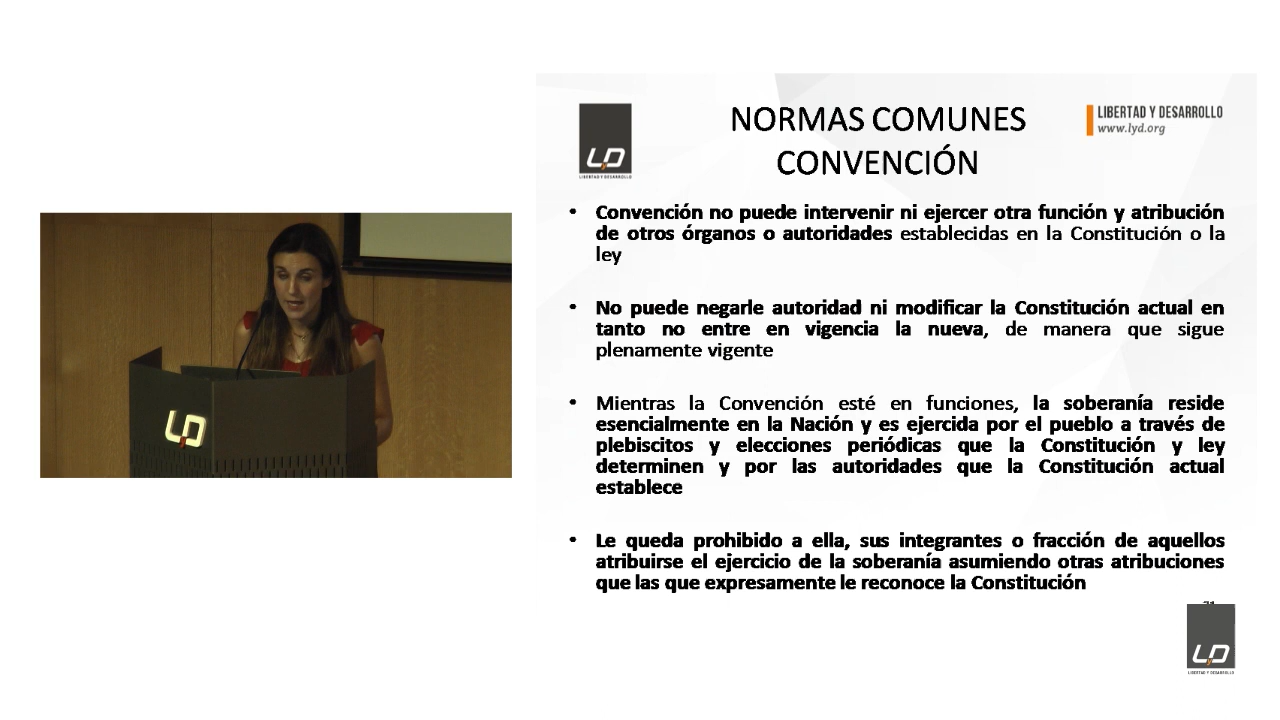 LyD
NORMAS COMUNES
CONVENCIÓN
LyD
LIBERTAD Y DESARROLLO
LIBERTAD Y DESARROLLO
www.lyd.org
• Convención no puede intervenir ni ejercer otra función y atribución
de otros órganos o autoridades establecidas en la Constitución o la
ley
• No puede negarle autoridad ni modificar la Constitución actual en
tanto no entre en vigencia la nueva, de manera que sigue
plenamente vigente
• Mientras la Convención esté en funciones, la soberanía reside
esencialmente en la Nación y es ejercida por el pueblo a través de
plebiscitos y elecciones periódicas que la Constitución y ley
determinen y por las autoridades que la Constitución actual
establece
• Le queda prohibido a ella, sus integrantes o fracción de aquellos
atribuirse el ejercicio de la soberanía asumiendo otras atribuciones
que las que expresamente le reconoce la Constitución
LyD
LIBERTAD Y DESARROLLO